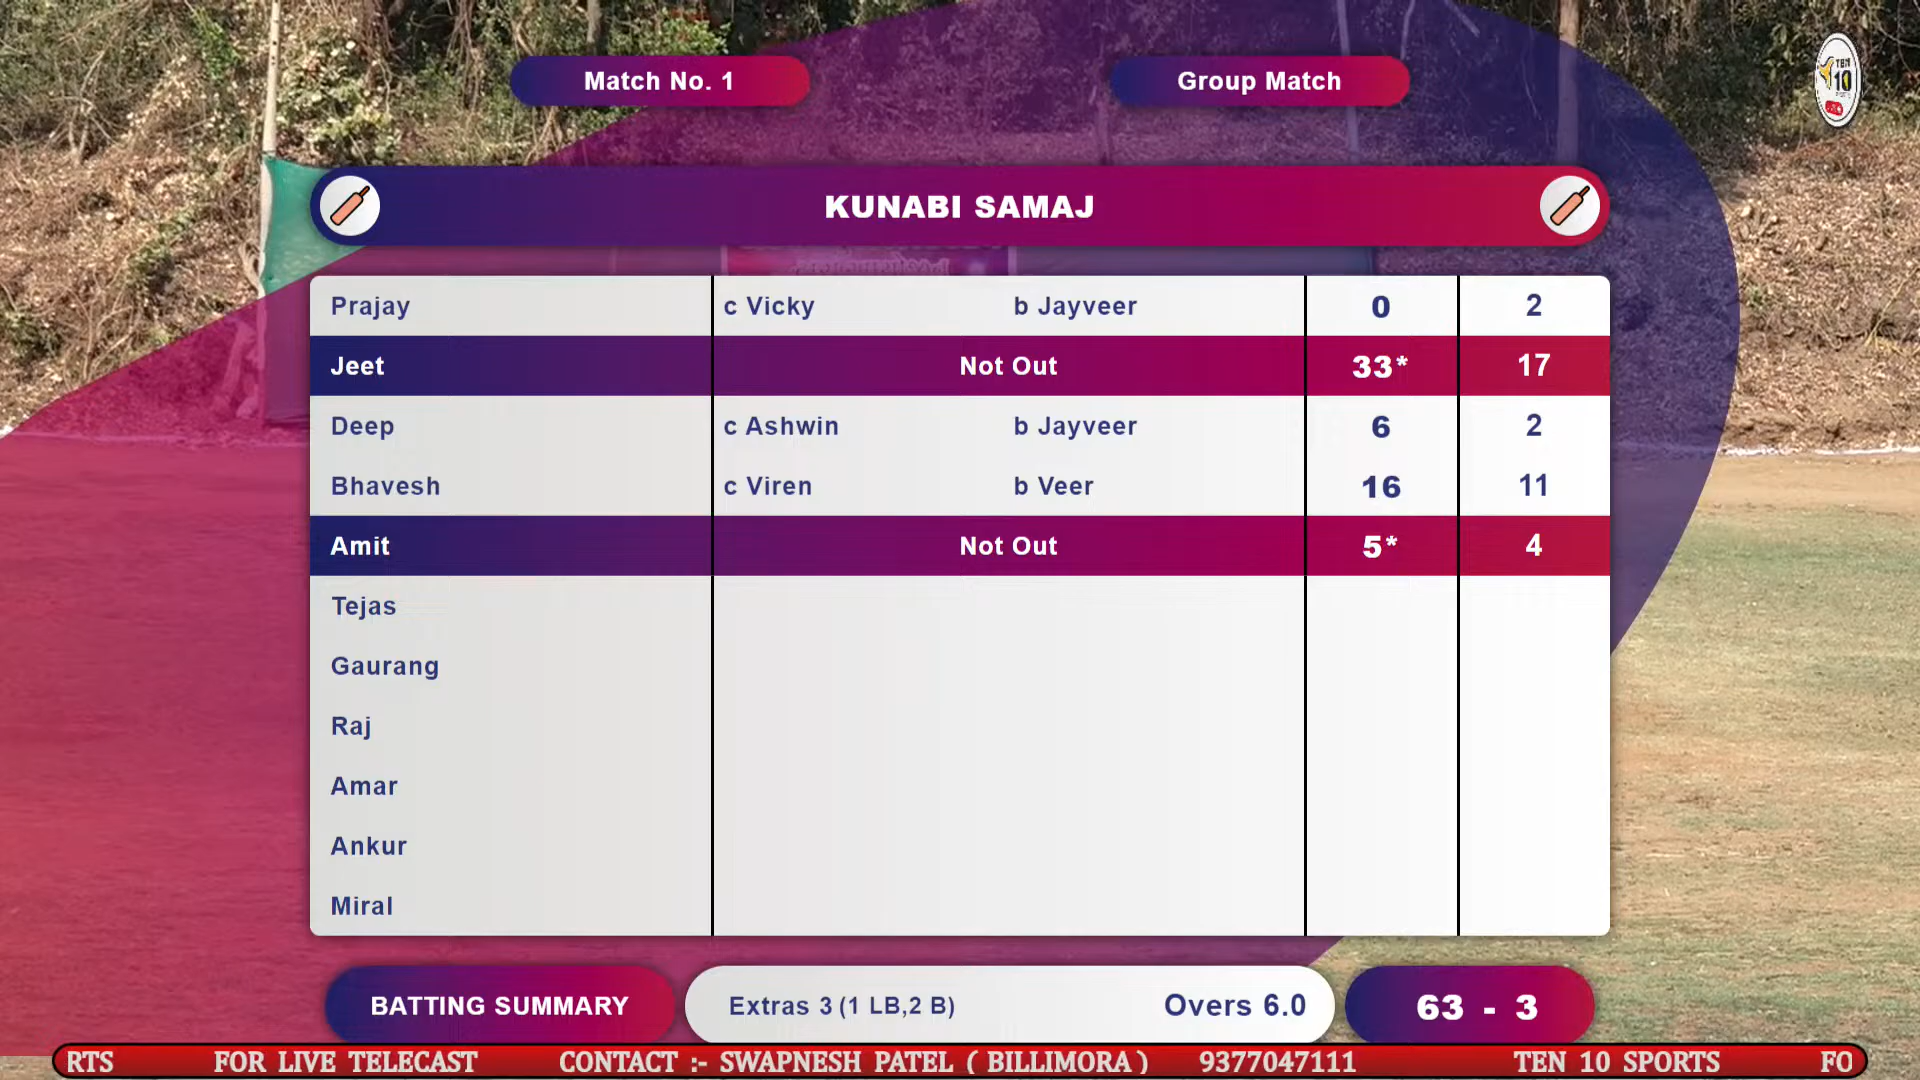 Match No. 1
Group Match
TEN
10
KUNABI SAMAJ
Prajay c Vicky b Jayveer 0 2
Jeet Not Out 33* 17
Deep c Ashwin b Jayveer 6 2
Bhavesh c Viren b Veer 16 11
Amit Not Out 5* 4
Tejas
Gaurang
Raj
Amar
Ankur
Miral
BATTING SUMMARY Extras 3 (1 LB,2 B) Overs 6.0 63 - 3
RTS FOR LIVE TELECAST CONTACT :- SWAPNESH PATEL ( BILLIMORA ) 9377047111 TEN 10 SPORTS FO